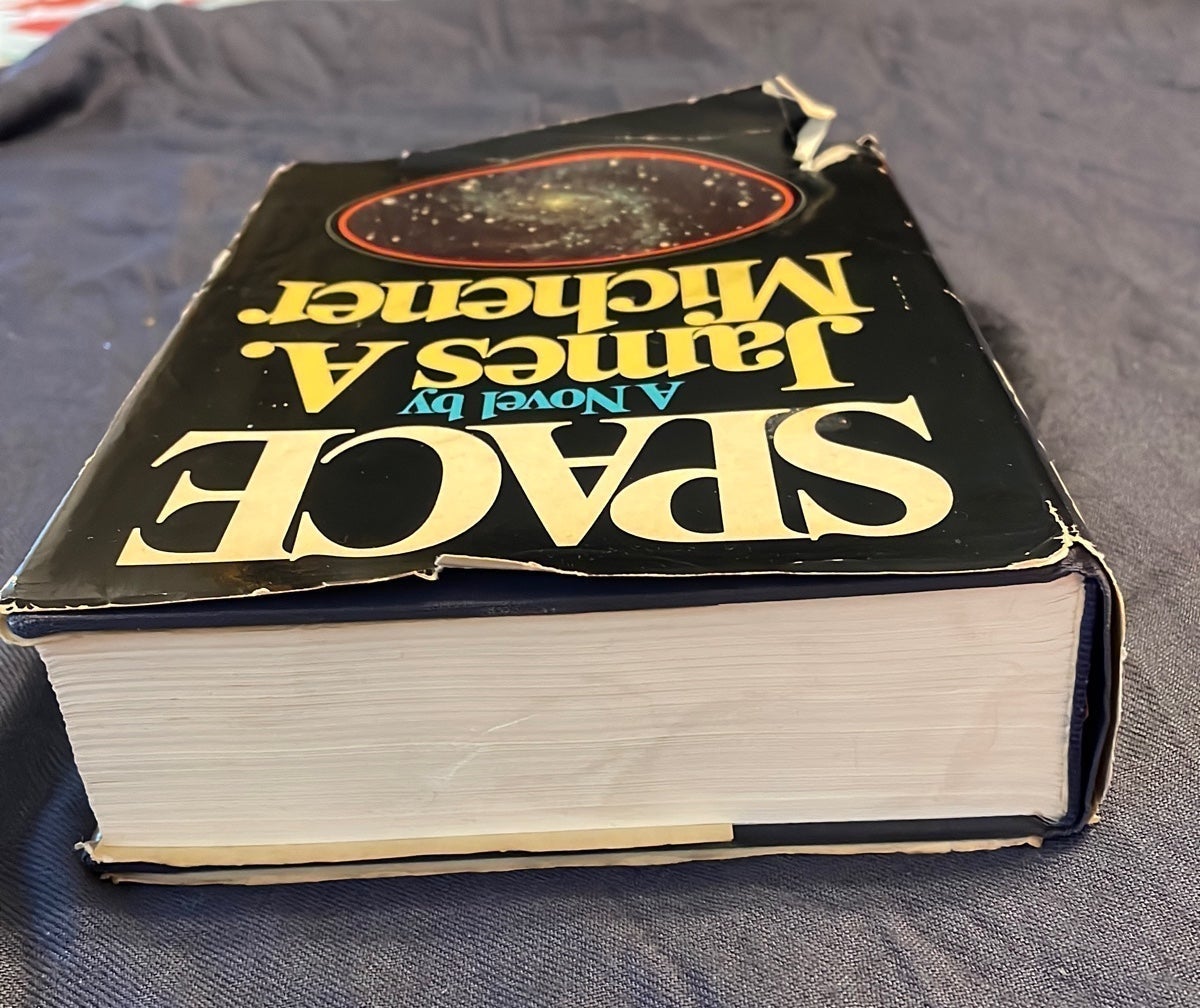 SPACE
A Novel by
James A.
Michener